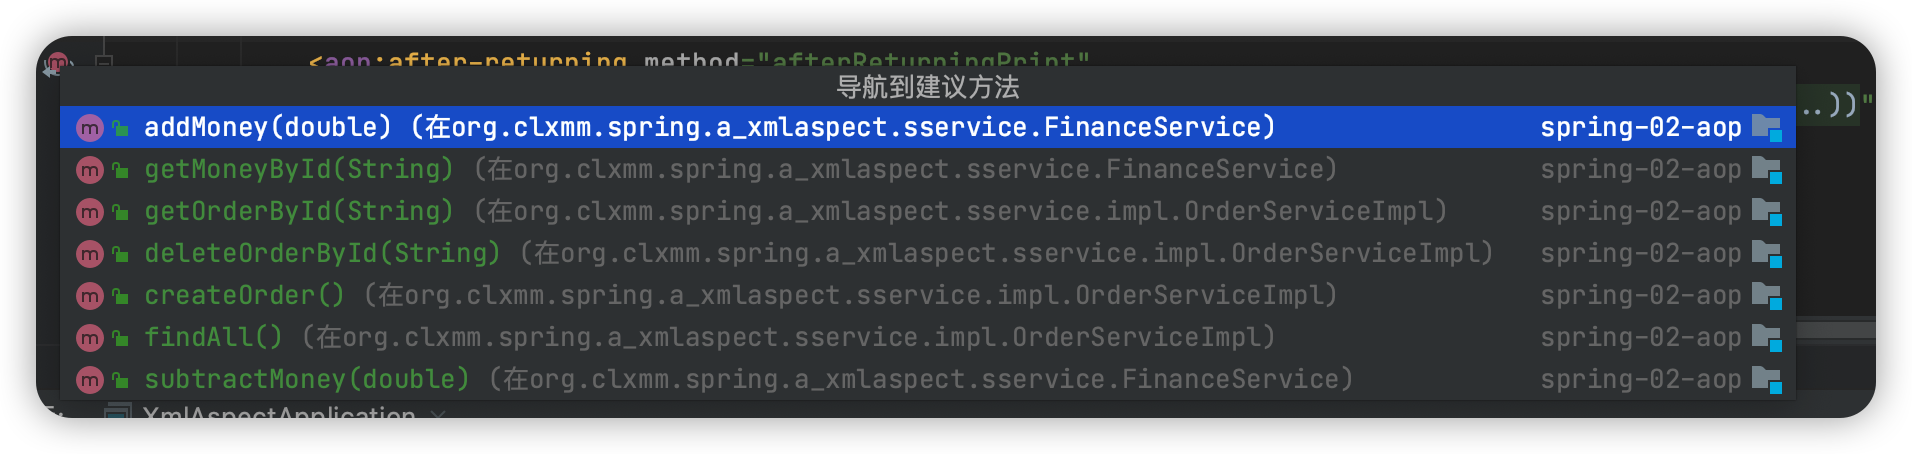 <aop:after-returning method="afterReturningPrint"
导航到建议方法
..))"
addMoney(double) (在org.clxmm.spring.a_xmlaspect.sservice.FinanceService) spring-02-aop
getMoneyById(String) (在org.clxmm.spring.a_xmlaspect.sservice.FinanceService) spring-02-aop
getOrderById(String) (在org.clxmm.spring.a_xmlaspect.sservice.impl.OrderServiceImpl) spring-02-aop
deleteOrderById(String) (在org.clxmm.spring.a_xmlaspect.sservice.impl.OrderServiceImpl) spring-02-aop
createOrder() (在org.clxmm.spring.a_xmlaspect.sservice.impl.OrderServiceImpl) spring-02-aop
findAll() (在org.clxmm.spring.a_xmlaspect.sservice.impl.OrderServiceImpl) spring-02-aop
subtractMoney(double) (在org.clxmm.spring.a_xmlaspect.sservice.FinanceService) spring-02-aop
XmlAspectApplication